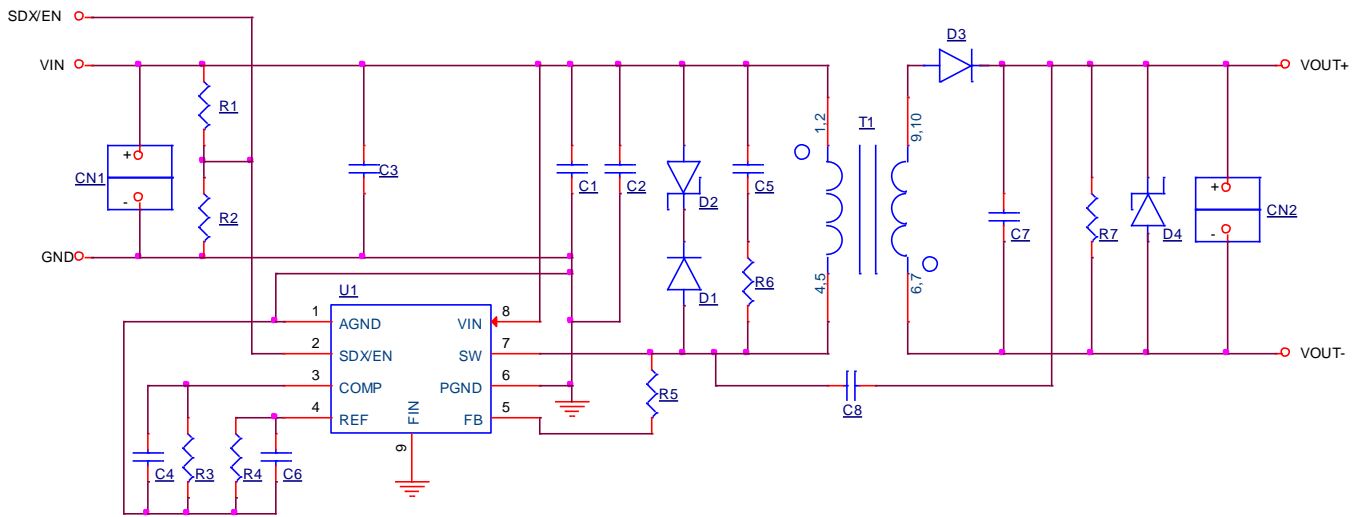 SDX/EN
D3
VIN
VOUT+
R1
1,2
T1
9,10
+
CN1
-
C3
C1
C2
D2
C5
+
CN2
-
R2
C7
R7
D4
GND
4,5
6,7
R6
D1
U1
1
AGND
VIN
8
2
SDX/EN
SW
7
VOUT-
3
COMP
PGND
6
R5
4
REF
FIN
FB
5
C8
9
C4
R3
R4
C6